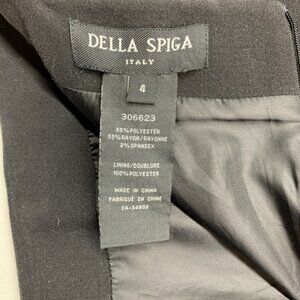 DELLA SPIGA
ITALY
4
306623
65% POLYESTER
33% RAYON/RAYONNE
2% SPANDEX
LINING/DOUBLURE
100% POLYESTER
MADE IN CHINA
FABRIQUÉ EN CHINE
CA-34602